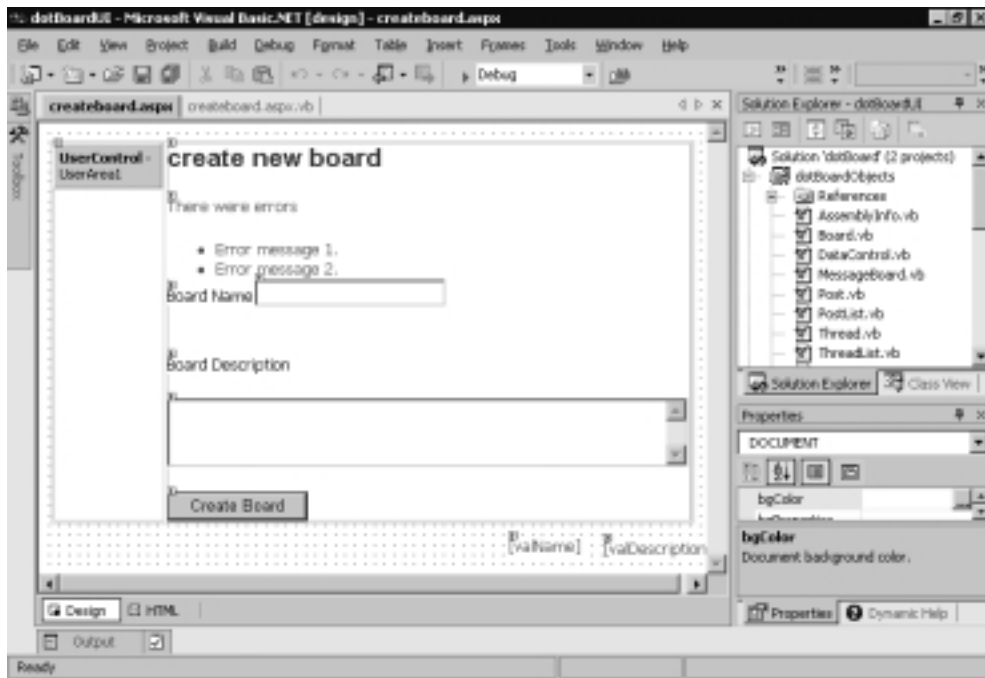 dotBoardUI - Microsoft Visual Basic.NET [design] - createboard.aspx
File Edit View Project Build Debug Format Table Insert Frames Tools Window Help
Debug
createboard.aspx createboard.aspx.vb
Toolbox
UserControl -
UserArea1
create new board
There were errors
• Error message 1.
• Error message 2.
Board Name
Board Description
Create Board
[valName] [valDescription
Design HTML
Output
Ready
Solution Explorer - dotBoardUI
Solution 'dotBoard' (2 projects)
dotBoardObjects
References
AssemblyInfo.vb
Board.vb
DataControl.vb
MessageBoard.vb
Post.vb
PostList.vb
Thread.vb
ThreadList.vb
Solution Explorer Class View
Properties
DOCUMENT
bgColor
bgColor
Document background color.
Properties Dynamic Help